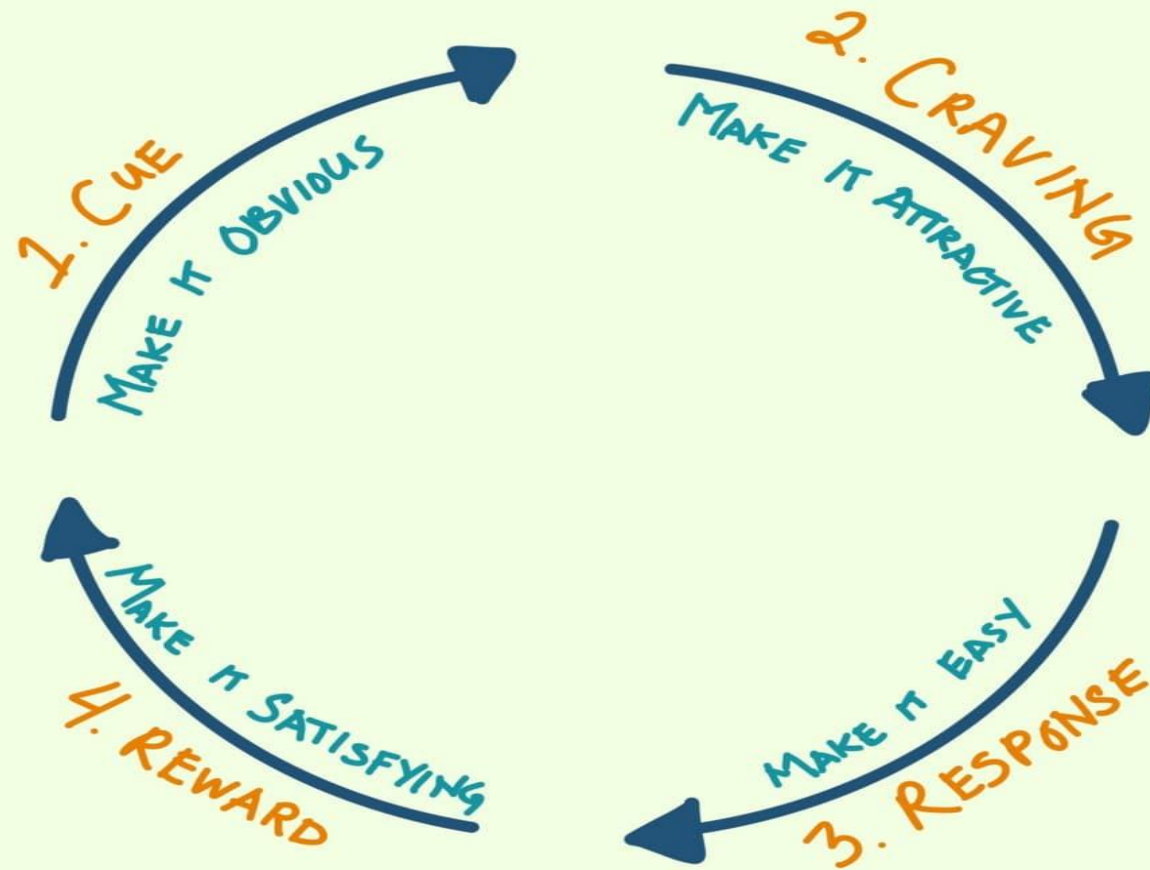 1. CUE
MAKE IT OBVIOUS
2. CRAVING
MAKE IT ATTRACTIVE
3. RESPONSE
MAKE IT EASY
4. REWARD
MAKE IT SATISFYING